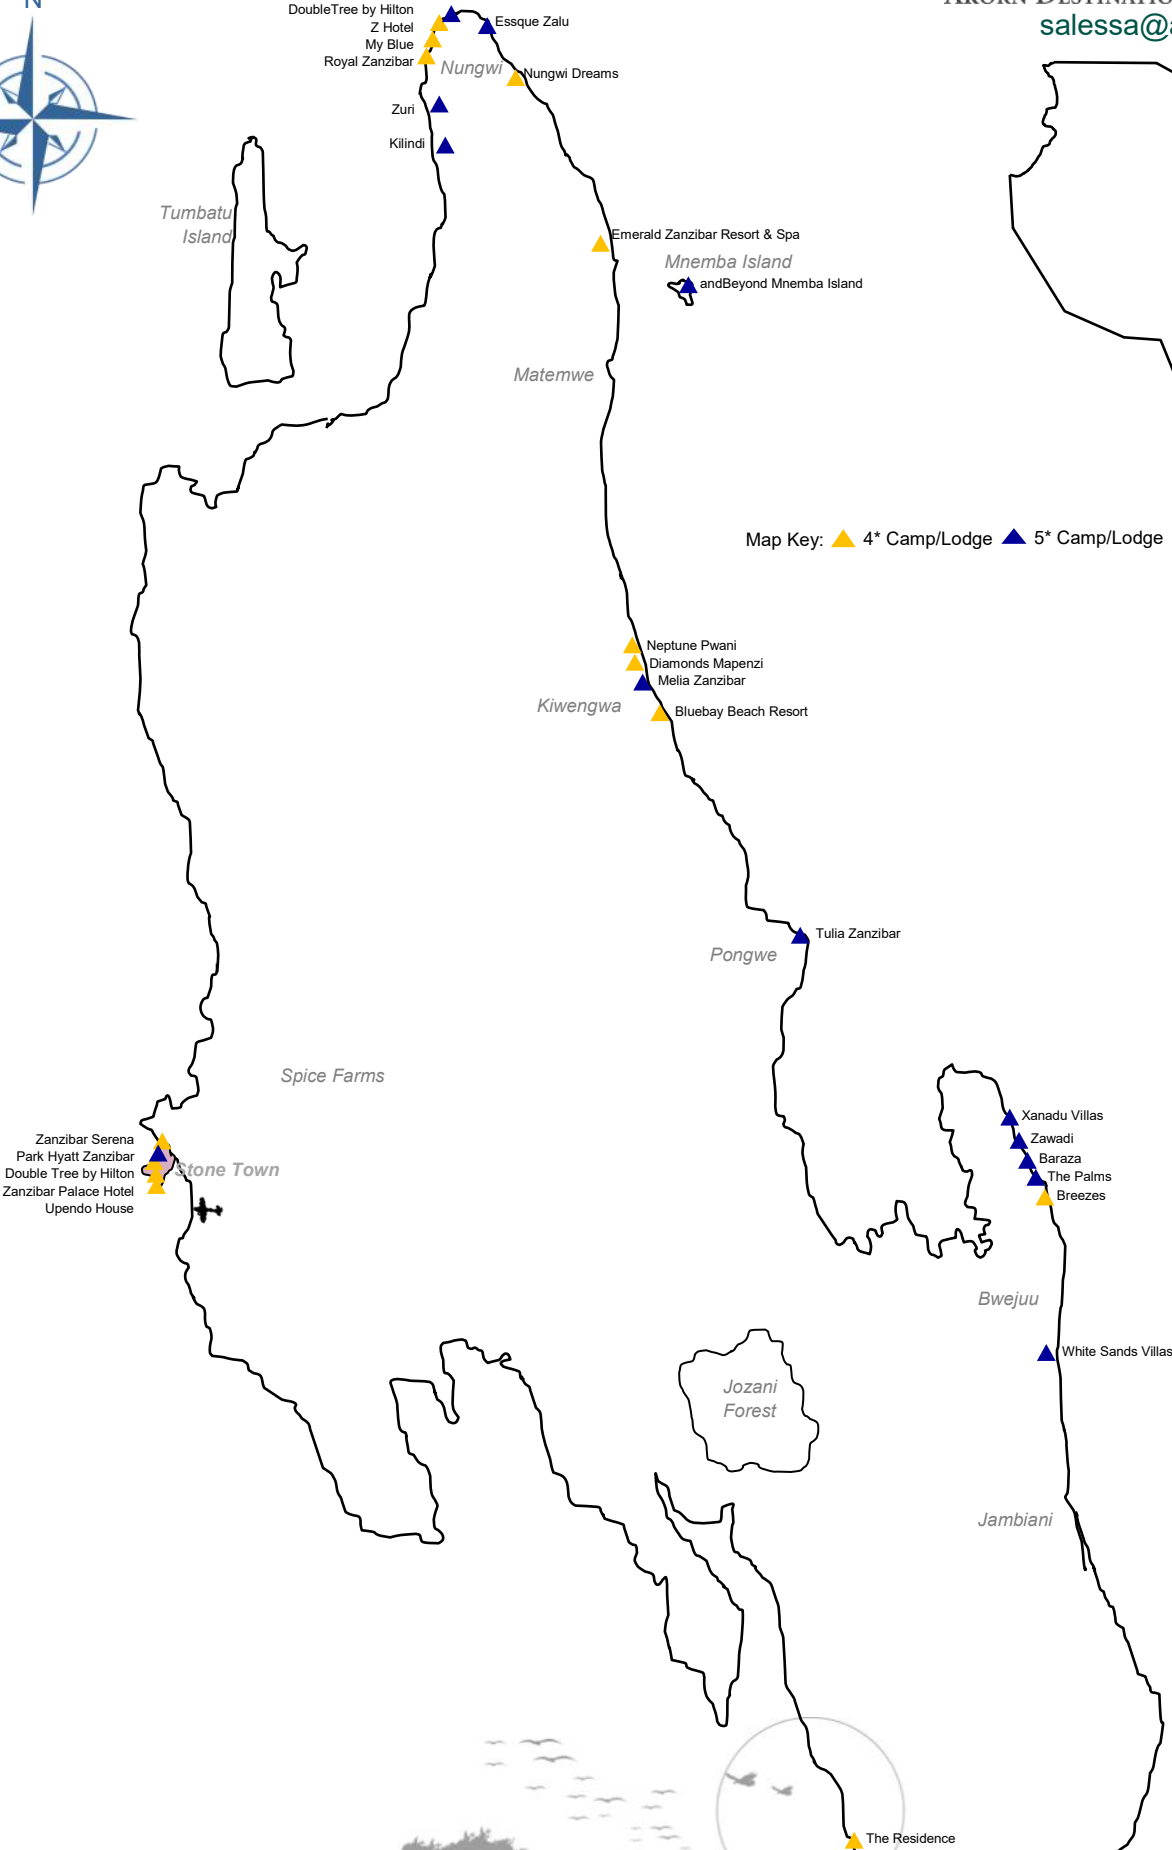 N
DoubleTree by Hilton
Z Hotel
My Blue
Royal Zanzibar
Essque Zalu
Nungwi
Nungwi Dreams
salessa@a
Zuri
Kilindi
Tumbatu
Island
Emerald Zanzibar Resort & Spa
Mnemba Island
andBeyond Mnemba Island
Matemwe
Map Key: 4* Camp/Lodge 5* Camp/Lodge
Neptune Pwani
Diamonds Mapenzi
Melia Zanzibar
Kiwengwa
Bluebay Beach Resort
Tulia Zanzibar
Pongwe
Spice Farms
Xanadu Villas
Zawadi
Baraza
The Palms
Breezes
Zanzibar Serena
Park Hyatt Zanzibar
Double Tree by Hilton
Zanzibar Palace Hotel
Upendo House
Stone Town
Bwejuu
White Sands Villas
Jozani
Forest
Jambiani
The Residence